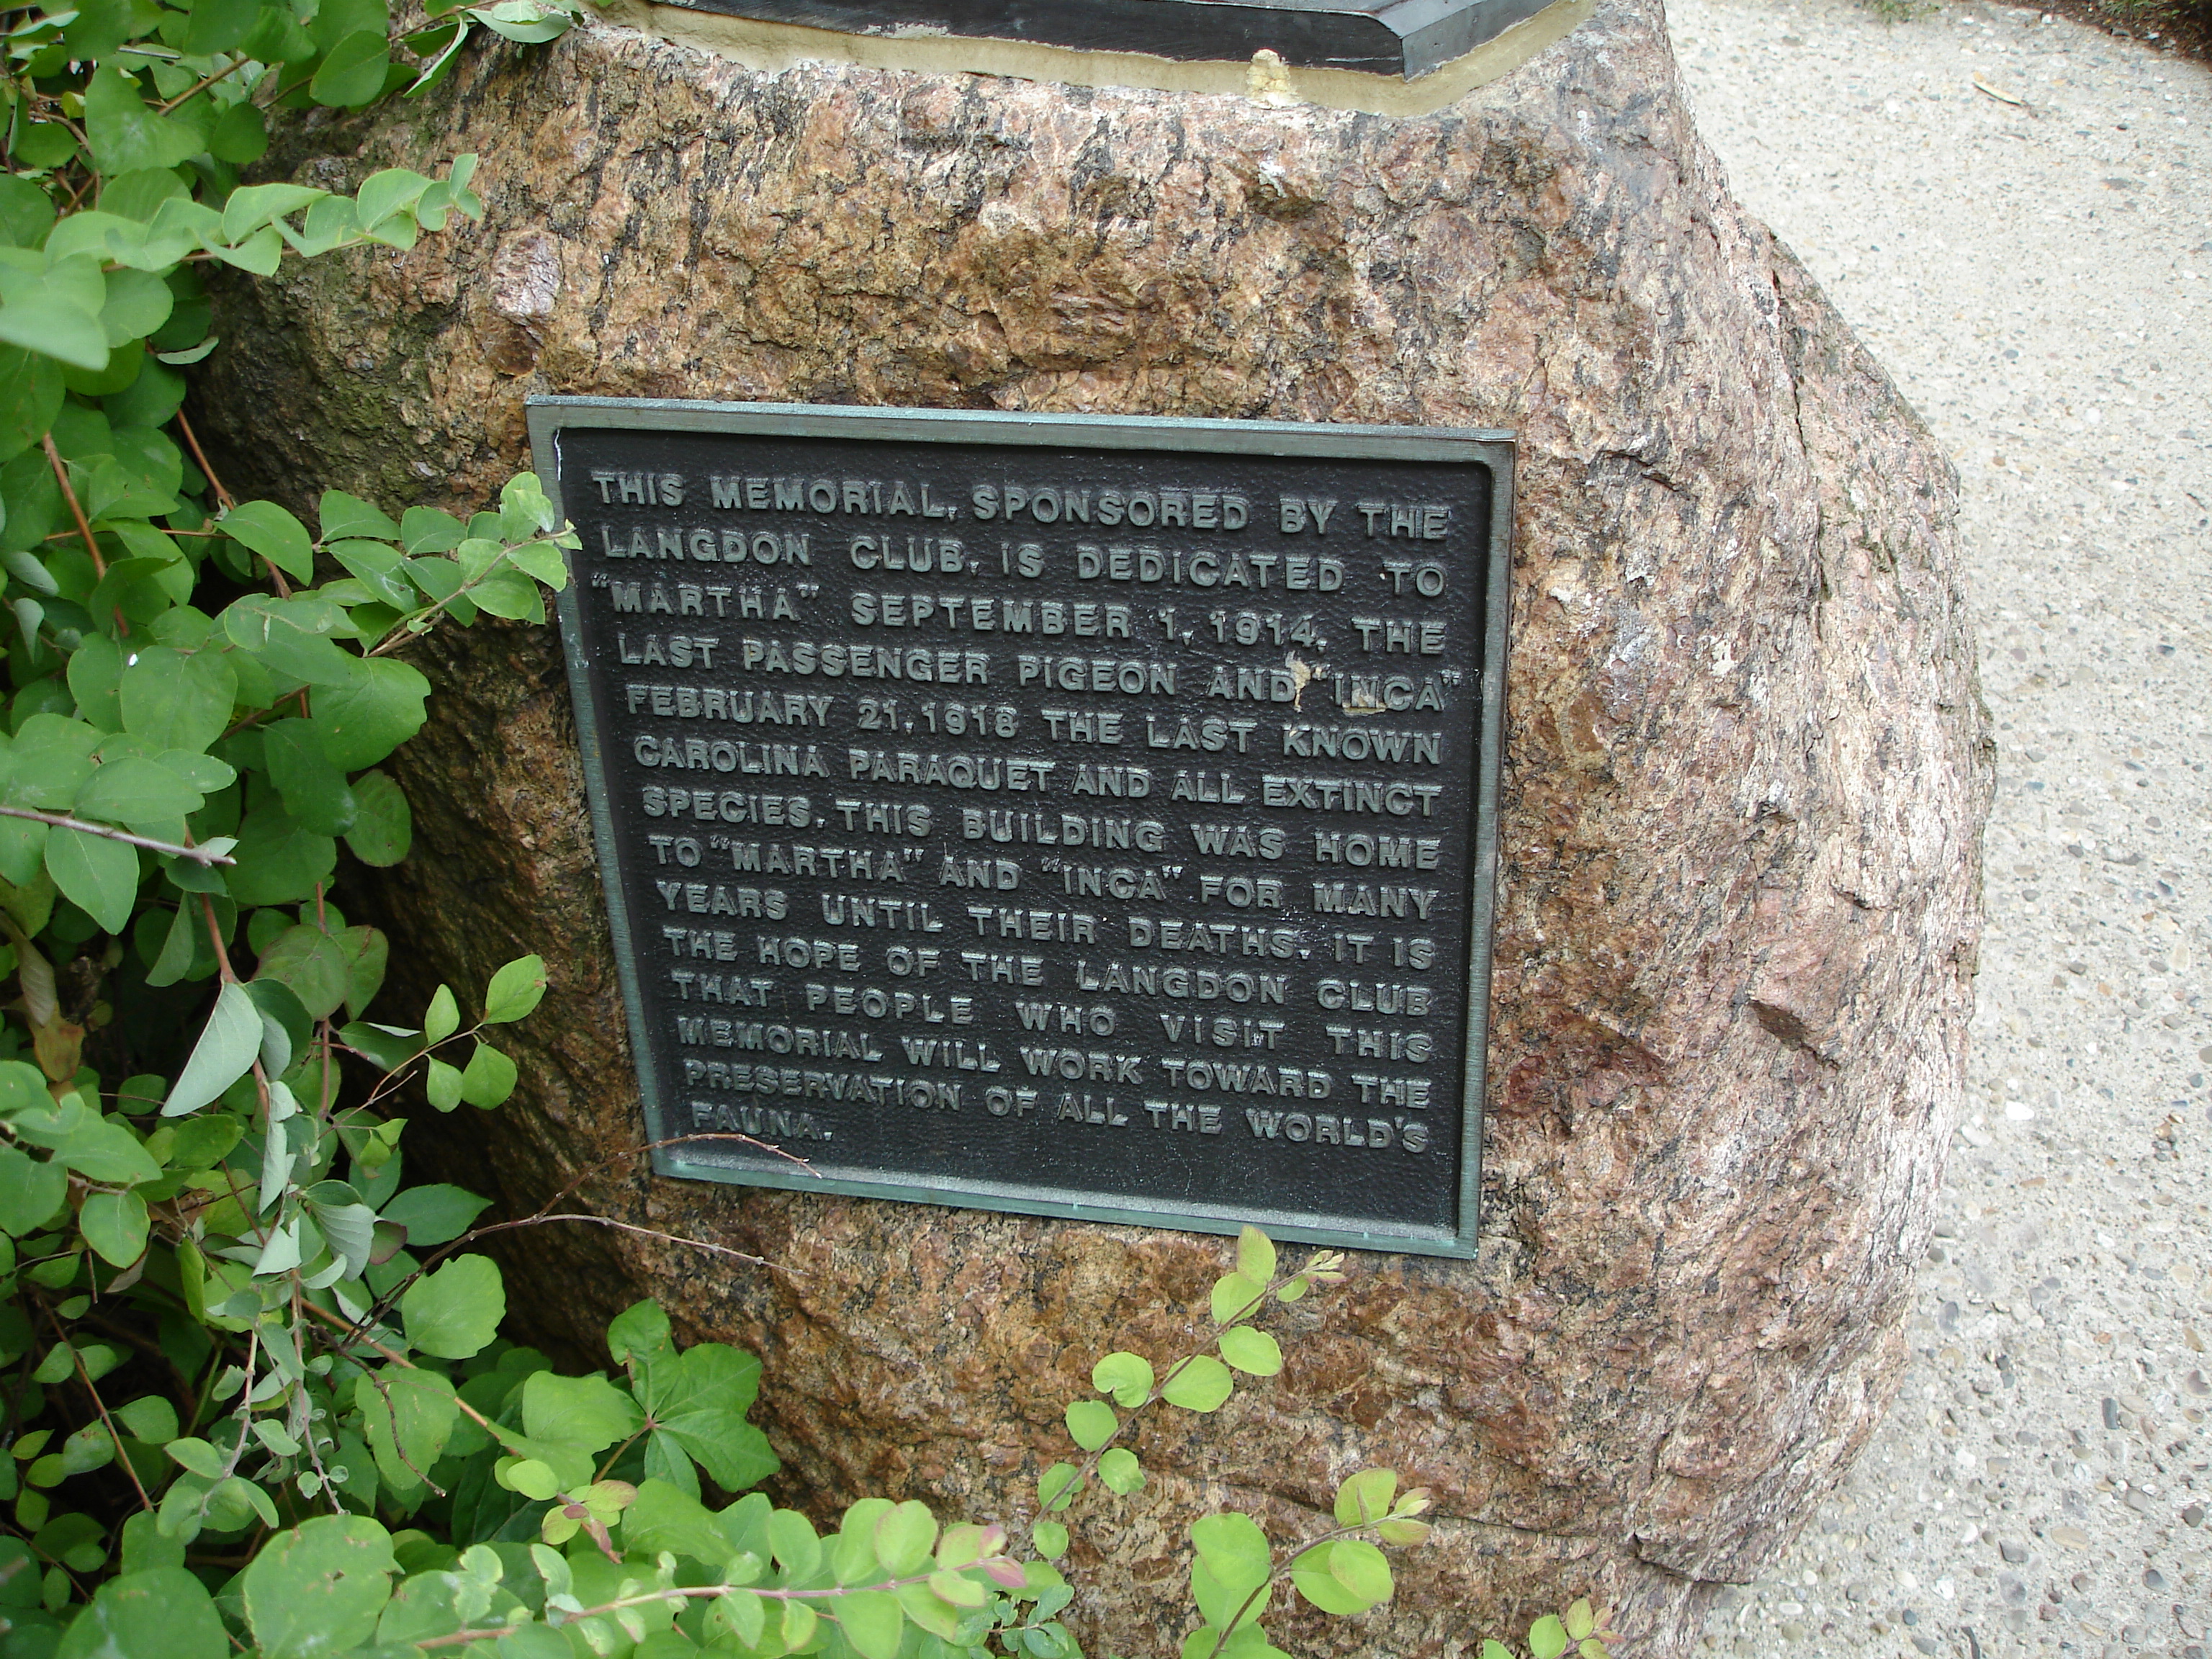 THIS MEMORIAL, SPONSORED BY THE
LANGDON CLUB, IS DEDICATED TO
"MARTHA" SEPTEMBER 1, 1914, THE
LAST PASSENGER PIGEON AND "INCA"
FEBRUARY 21, 1918 THE LAST KNOWN
CAROLINA PARAQUET AND ALL EXTINCT
SPECIES. THIS BUILDING WAS HOME
TO "MARTHA" AND "INCA" FOR MANY
YEARS UNTIL THEIR DEATHS. IT IS
THE HOPE OF THE LANGDON CLUB
THAT PEOPLE WHO VISIT THIS
MEMORIAL WILL WORK TOWARD THE
PRESERVATION OF ALL THE WORLD'S
FAUNA.